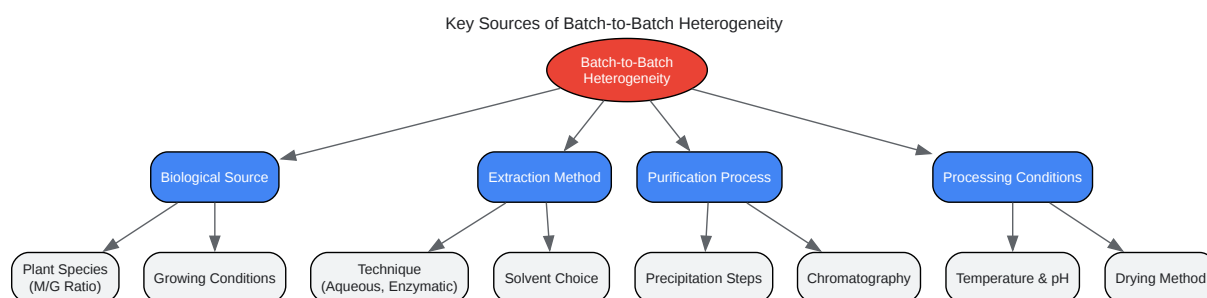 Key Sources of Batch-to-Batch Heterogeneity
Batch-to-Batch
Heterogeneity
Biological Source
Extraction Method
Purification Process
Processing Conditions
Plant Species
(M/G Ratio)
Growing Conditions
Technique
(Aqueous, Enzymatic)
Solvent Choice
Precipitation Steps
Chromatography
Temperature & pH
Drying Method